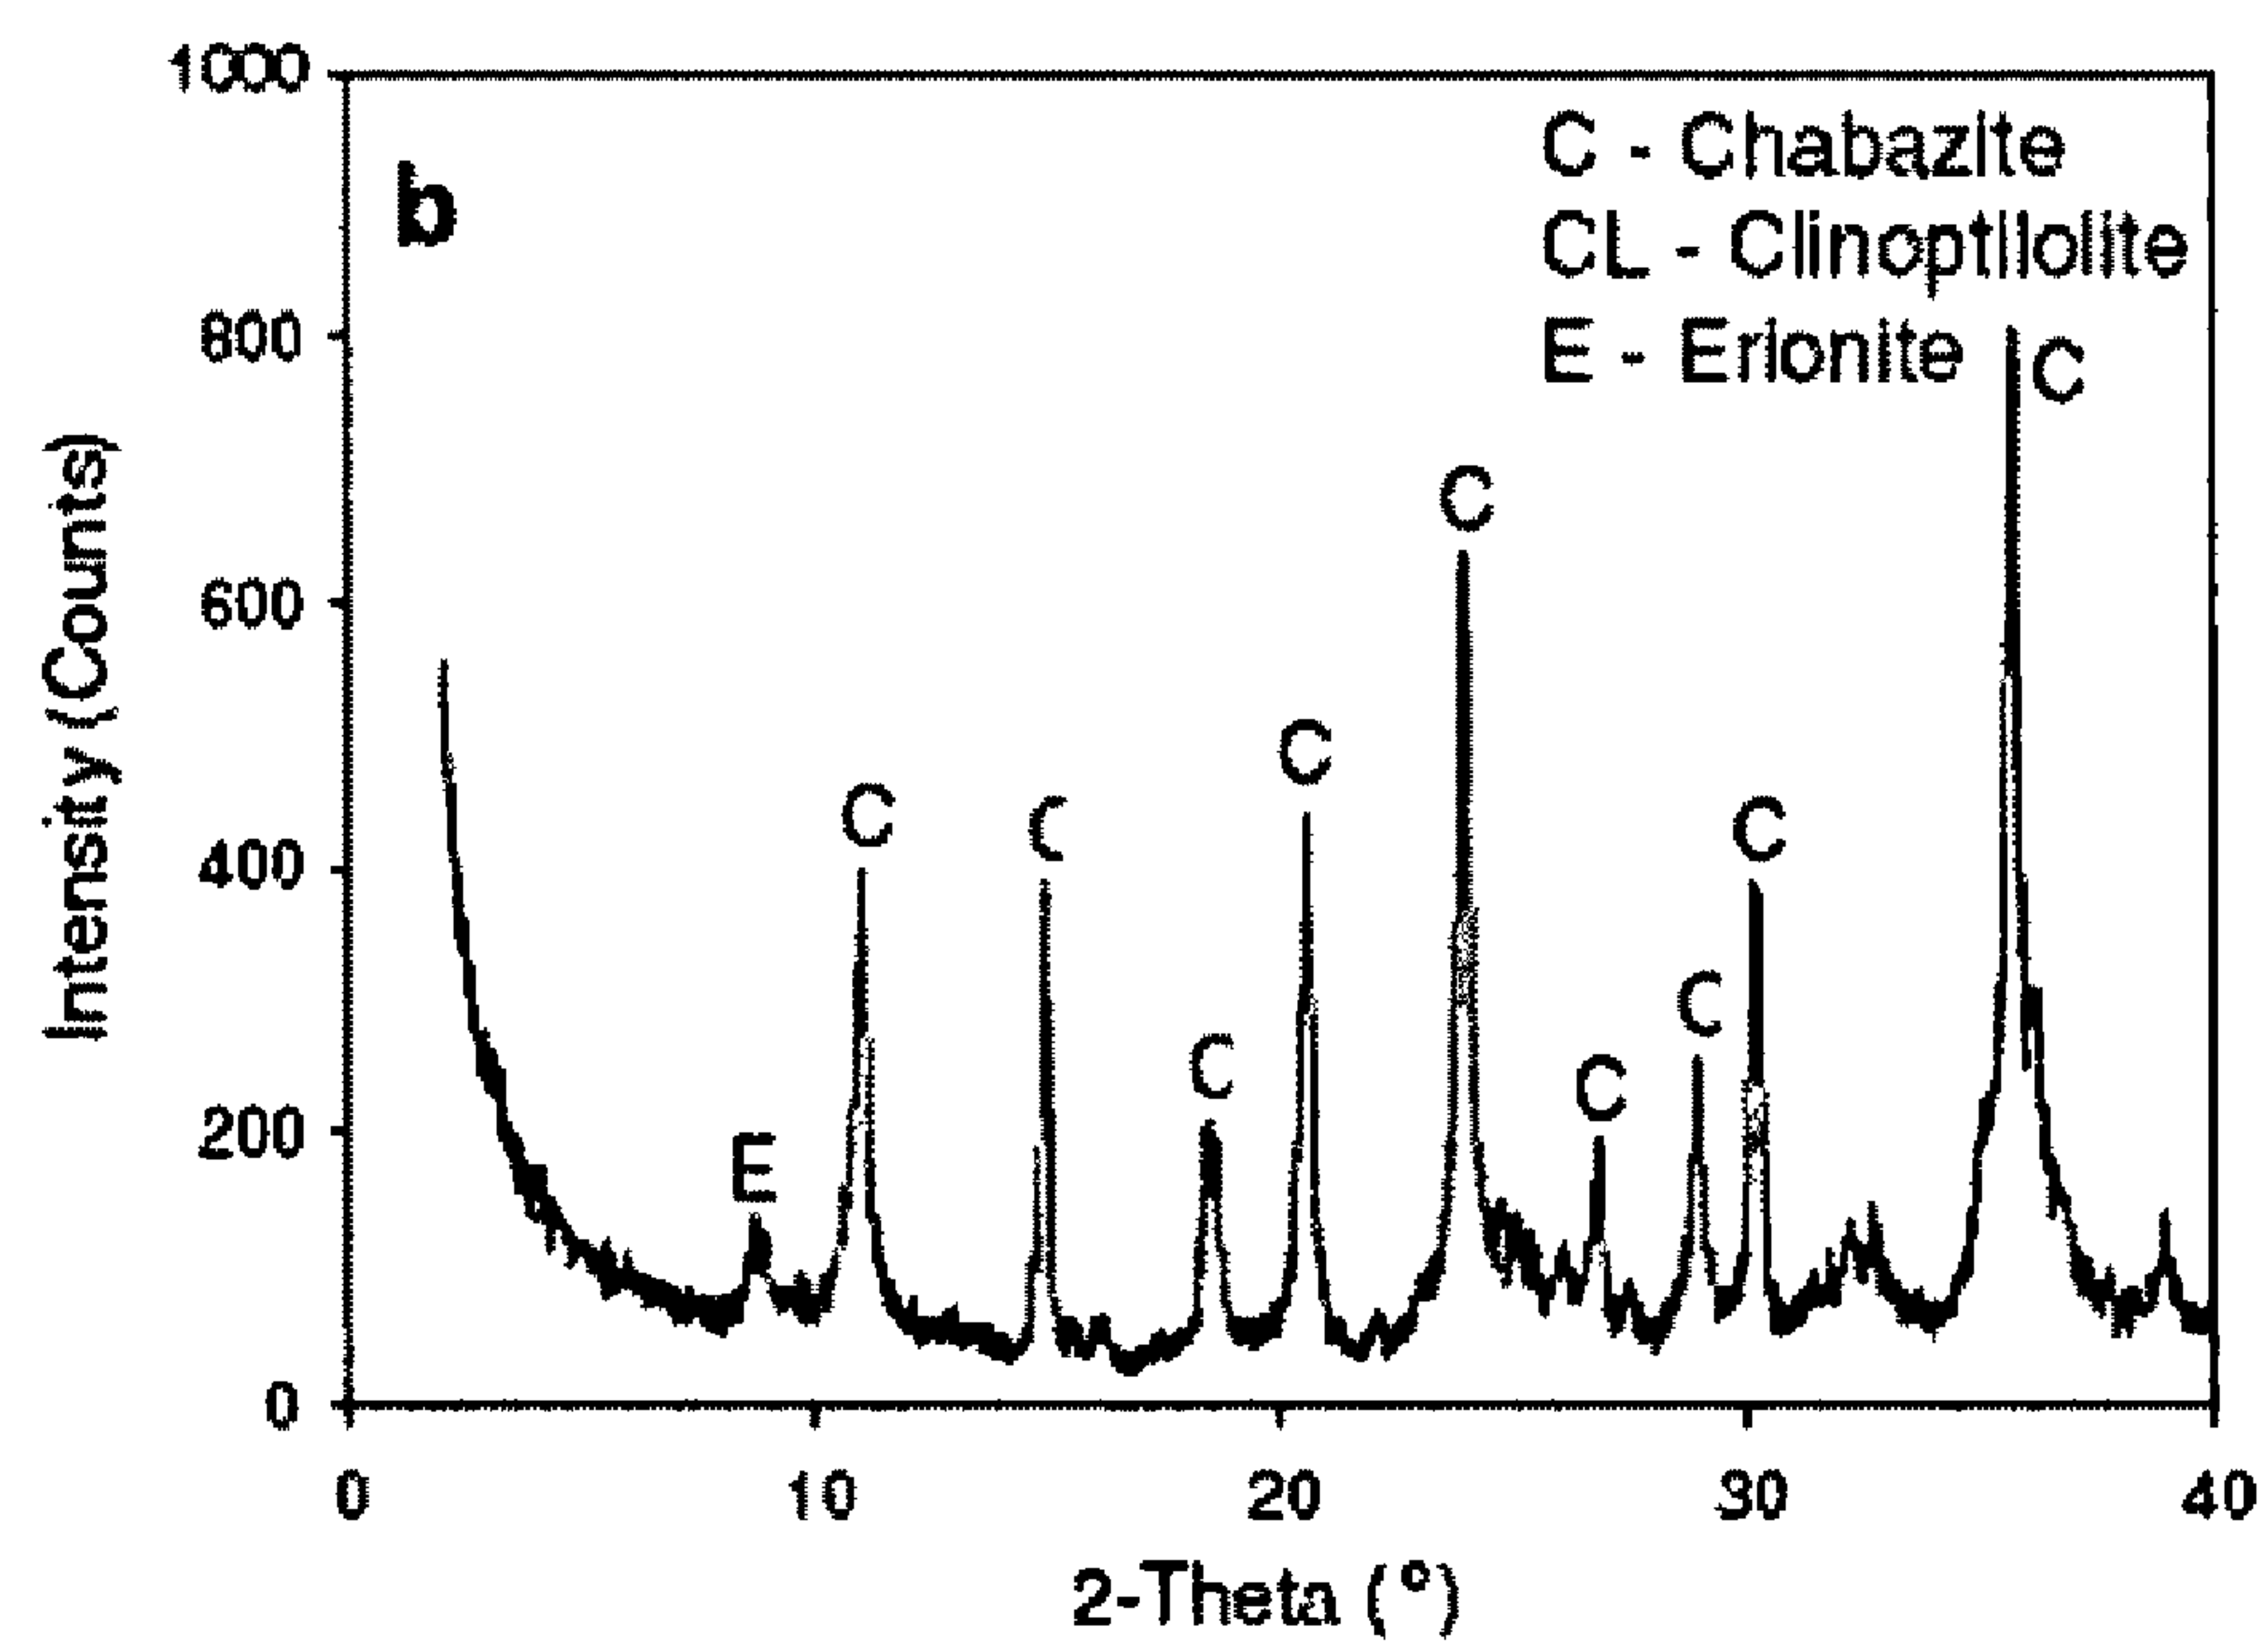 1000
b
C - Chabazite
CL - Clinoptilolite
E - Erionite
800
C
C
600
C
C
C
C
400
C
C
C
200
E
0
0 10 20 30 40
2-Theta (°)
Intensity (Counts)